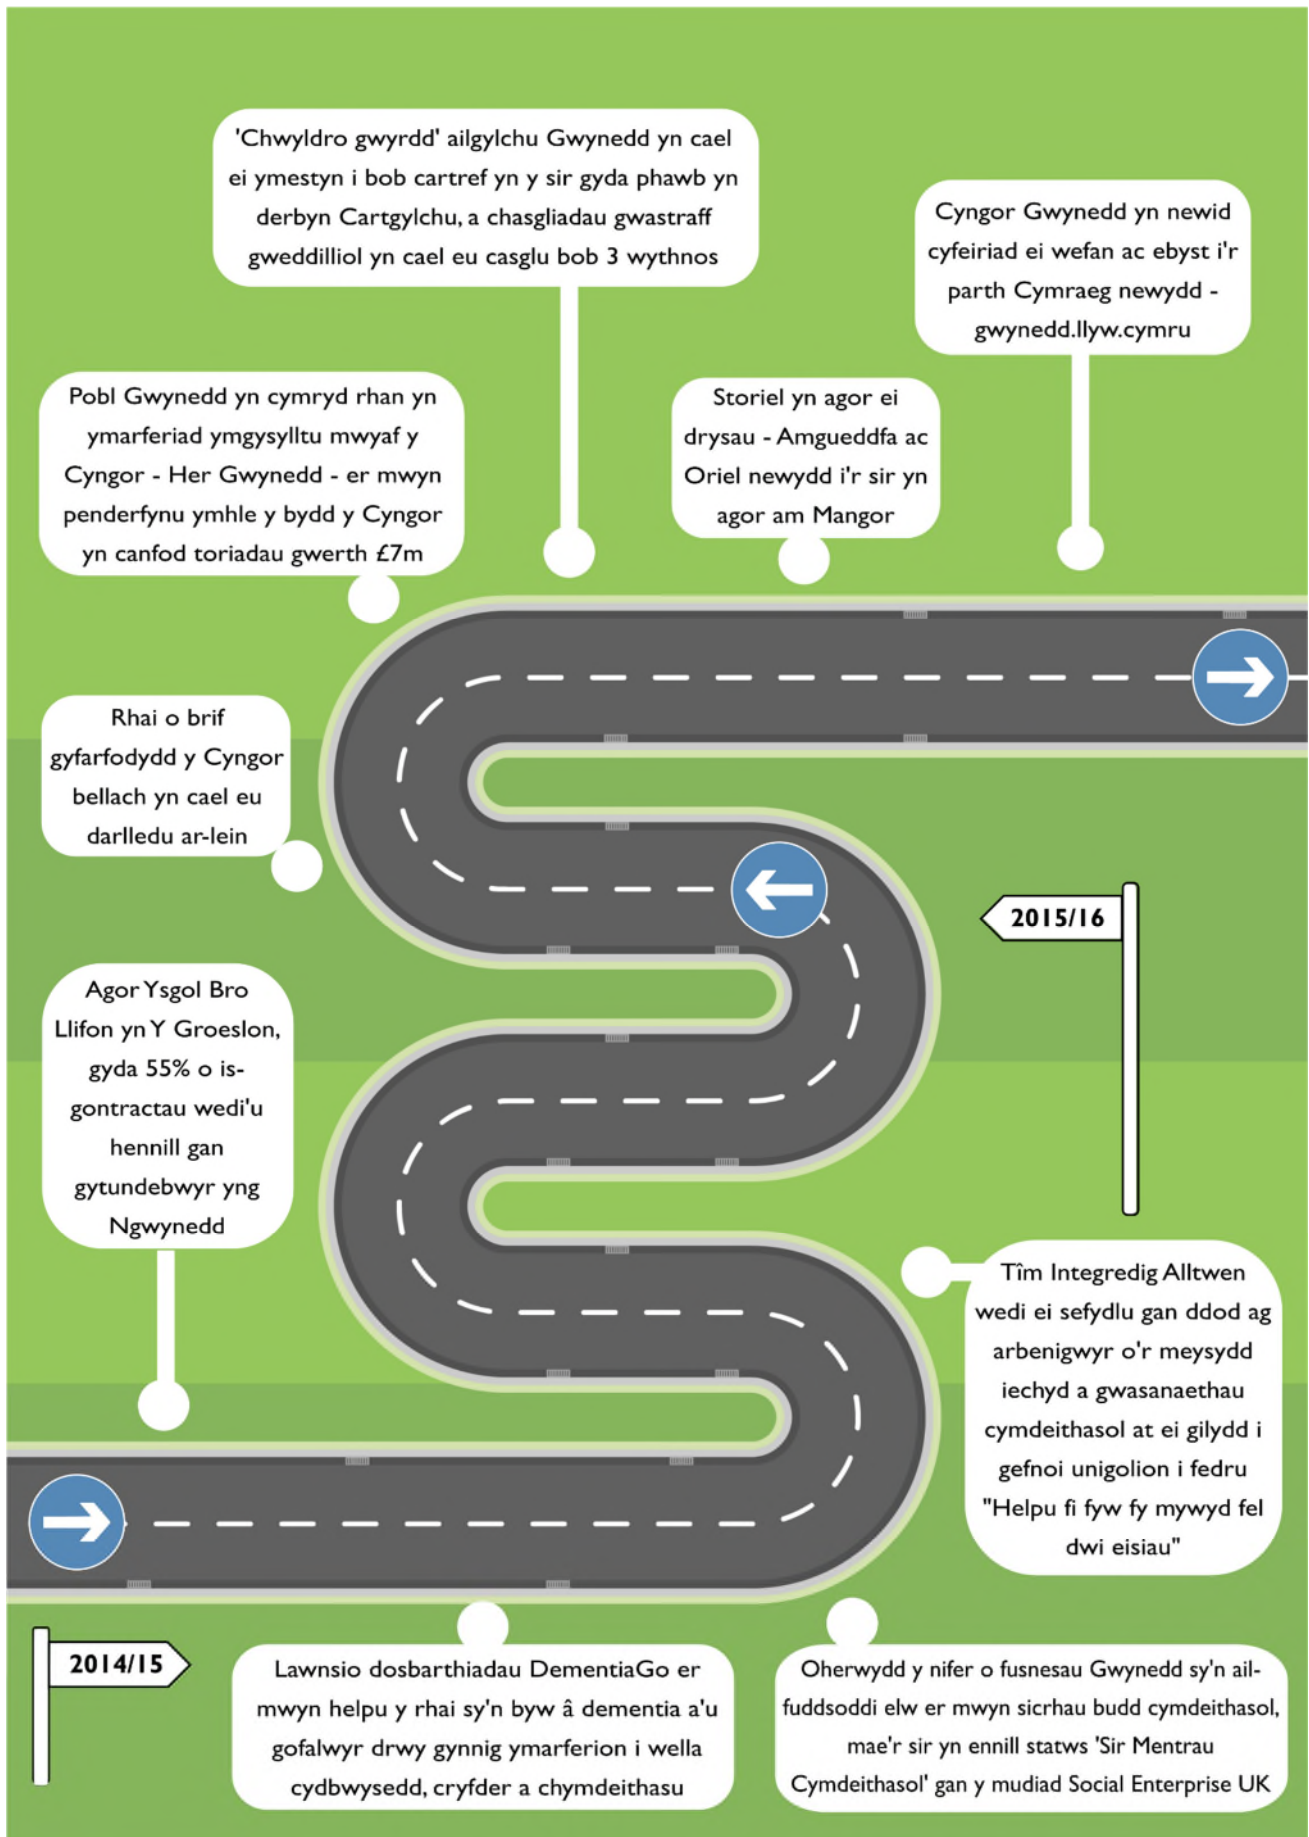 'Chwyldro gwyrdd' ailgylchu Gwynedd yn cael
ei ymestyn i bob cartref yn y sir gyda phawb yn
derbyn Cartgylchu, a chasgliadau gwastraff
gweddilliol yn cael eu casglu bob 3 wythnos
Cyngor Gwynedd yn newid
cyfeiriad ei wefan ac ebyst i'r
parth Cymraeg newydd -
gwynedd.llyw.cymru
Pobl Gwynedd yn cymryd rhan yn
ymarferiad ymgysylltu mwyaf y
Cyngor - Her Gwynedd - er mwyn
penderfynu ymhle y bydd y Cyngor
yn canfod toriadau gwerth £7m
Storiel yn agor ei
drysau - Amgueddfa ac
Oriel newydd i'r sir yn
agor am Mangor
Rhai o brif
gyfarfodydd y Cyngor
bellach yn cael eu
darlledu ar-lein
2015/16
Agor Ysgol Bro
Llifon yn Y Groeslon,
gyda 55% o is-
gontractau wedi'u
hennill gan
gytundebwyr yng
Ngwynedd
Tîm Integredig Alltwen
wedi ei sefydlu gan ddod ag
arbenigwyr o'r meysydd
iechyd a gwasanaethau
cymdeithasol at ei gilydd i
gefnoi unigolion i fedru
"Helpu fi fyw fy mywyd fel
dwi eisiau"
2014/15
Lawnsio dosbarthiadau DementiaGo er
mwyn helpu y rhai sy'n byw â dementia a'u
gofalwyr drwy gynnig ymarferion i wella
cydbwysedd, cryfder a chymdeithasu
Oherwydd y nifer o fusnesau Gwynedd sy'n ail-
fuddsoddi elw er mwyn sicrhau budd cymdeithasol,
mae'r sir yn ennill statws 'Sir Mentrau
Cymdeithasol' gan y mudiad Social Enterprise UK